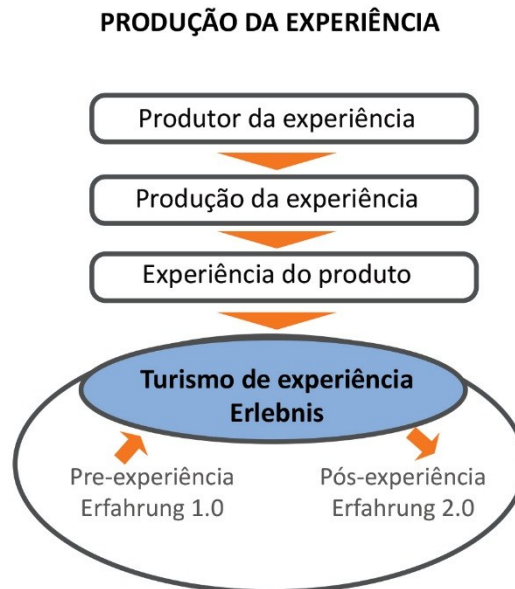 PRODUÇÃO DA EXPERIÊNCIA
Produtor da experiência
Produção da experiência
Experiência do produto
Turismo de experiência
Erlebnis
Pre-experiência
Erfahrung 1.0
Pós-experiência
Erfahrung 2.0